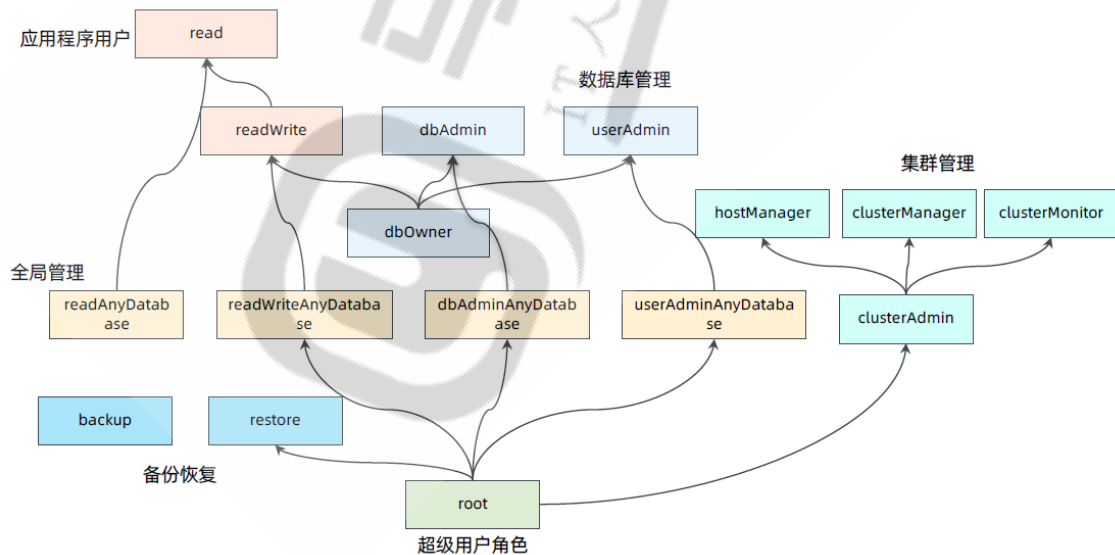 应用程序用户
read
数据库管理
readWrite
dbAdmin
userAdmin
集群管理
hostManager
clusterManager
clusterMonitor
dbOwner
全局管理
readAnyDatab
ase
readWriteAnyDataba
se
dbAdminAnyDatab
ase
userAdminAnyDataba
se
clusterAdmin
backup
restore
备份恢复
root
超级用户角色